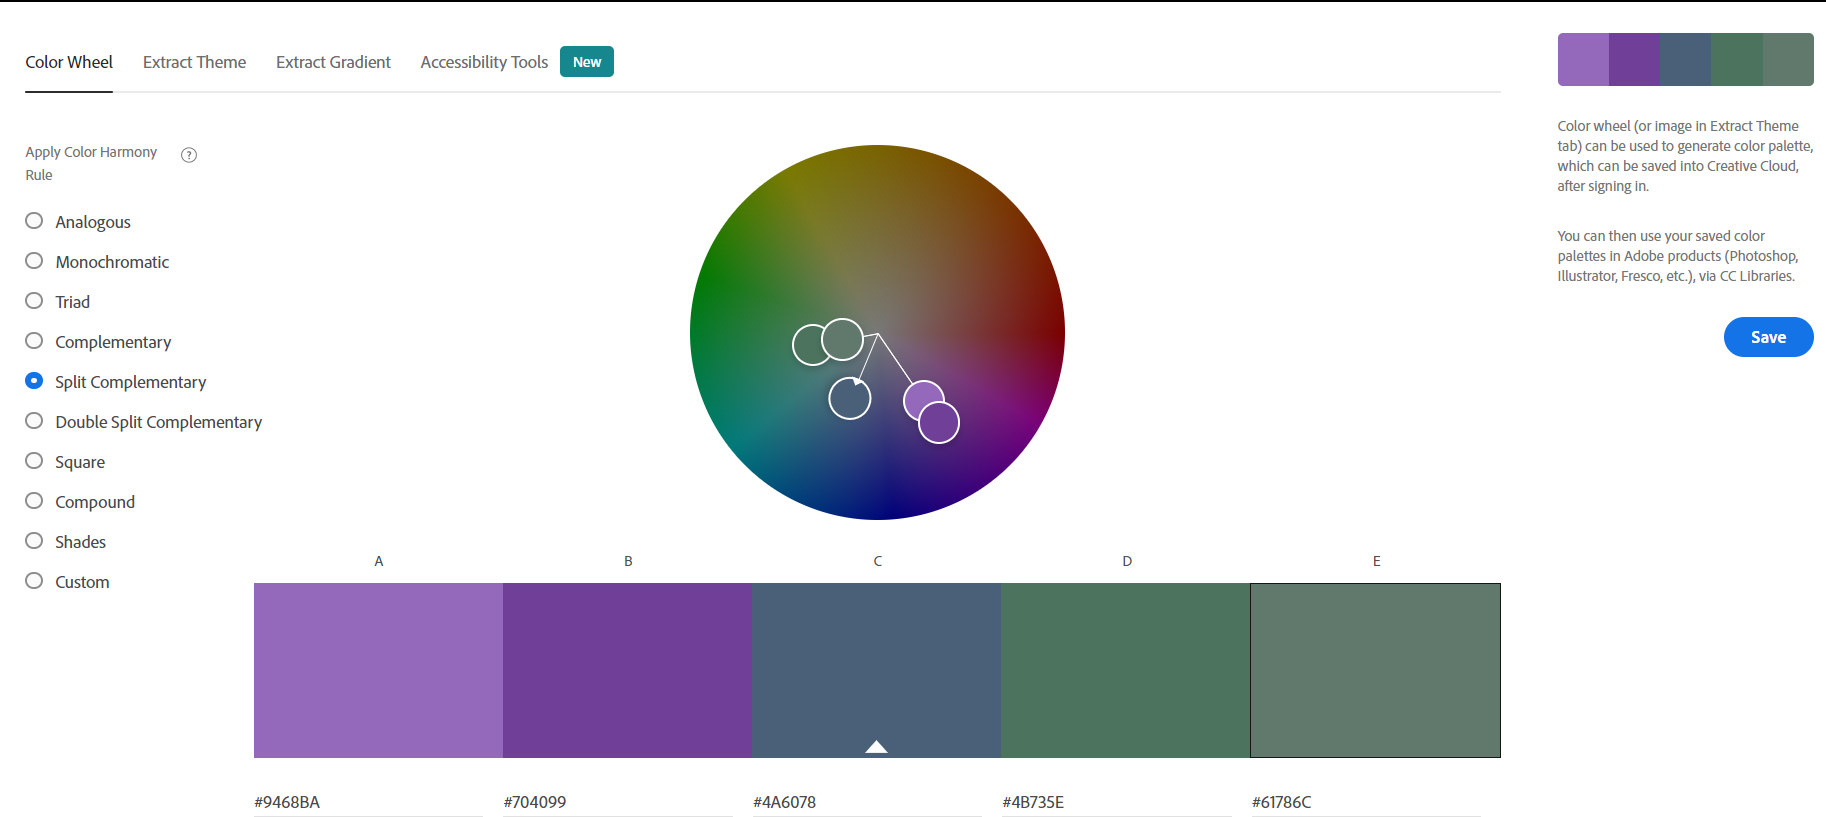 Color Wheel Extract Theme Extract Gradient Accessibility Tools New
Apply Color Harmony
Rule
?
Analogous
Monochromatic
Triad
Complementary
Split Complementary
Double Split Complementary
Square
Compound
Shades
Custom
A B C D E
#9468BA #704099 #4A6078 #4B735E #61786C
Color wheel (or image in Extract Theme
tab) can be used to generate color palette,
which can be saved into Creative Cloud,
after signing in.
You can then use your saved color
palettes in Adobe products (Photoshop,
Illustrator, Fresco, etc.), via CC Libraries.
Save